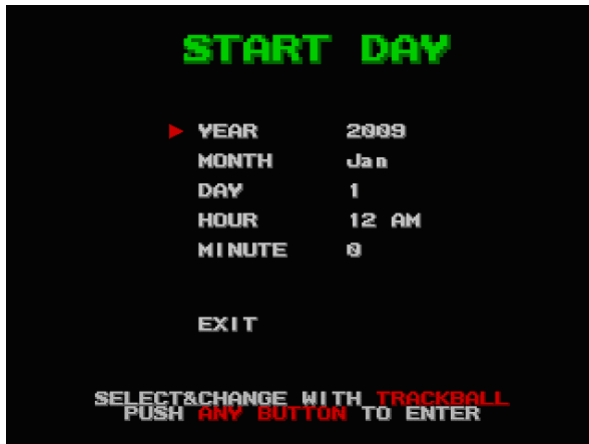 START DAY
YEAR 2009
MONTH Jan
DAY 1
HOUR 12 AM
MINUTE 0
EXIT
SELECT&CHANGE WITH TRACKBALL
PUSH ANY BUTTON TO ENTER